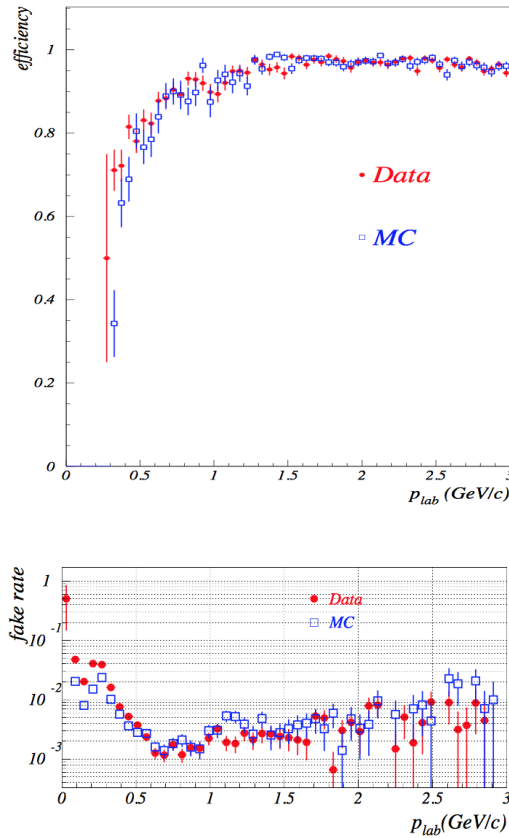 efficiency
1
0.8
0.6
0.4
0.2
0
Data
MC
0 0.5 1 1.5 2 2.5 3
p_lab (GeV/c)
fake rate
1
10 -1
10 -2
10 -3
Data
MC
0 0.5 1 1.5 2 2.5 3
p_lab (GeV/c)